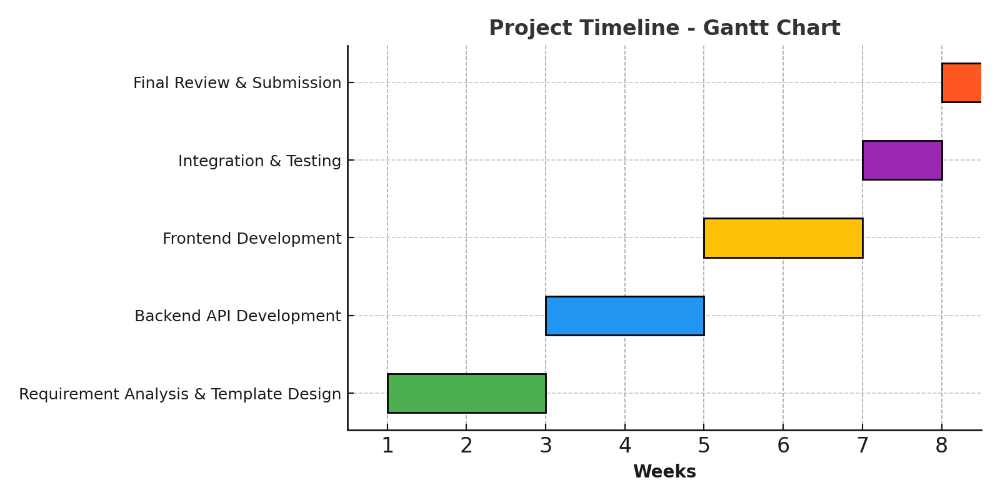 Project Timeline - Gantt Chart
Final Review & Submission
Integration & Testing
Frontend Development
Backend API Development
Requirement Analysis & Template Design
1 2 3 4 5 6 7 8
Weeks